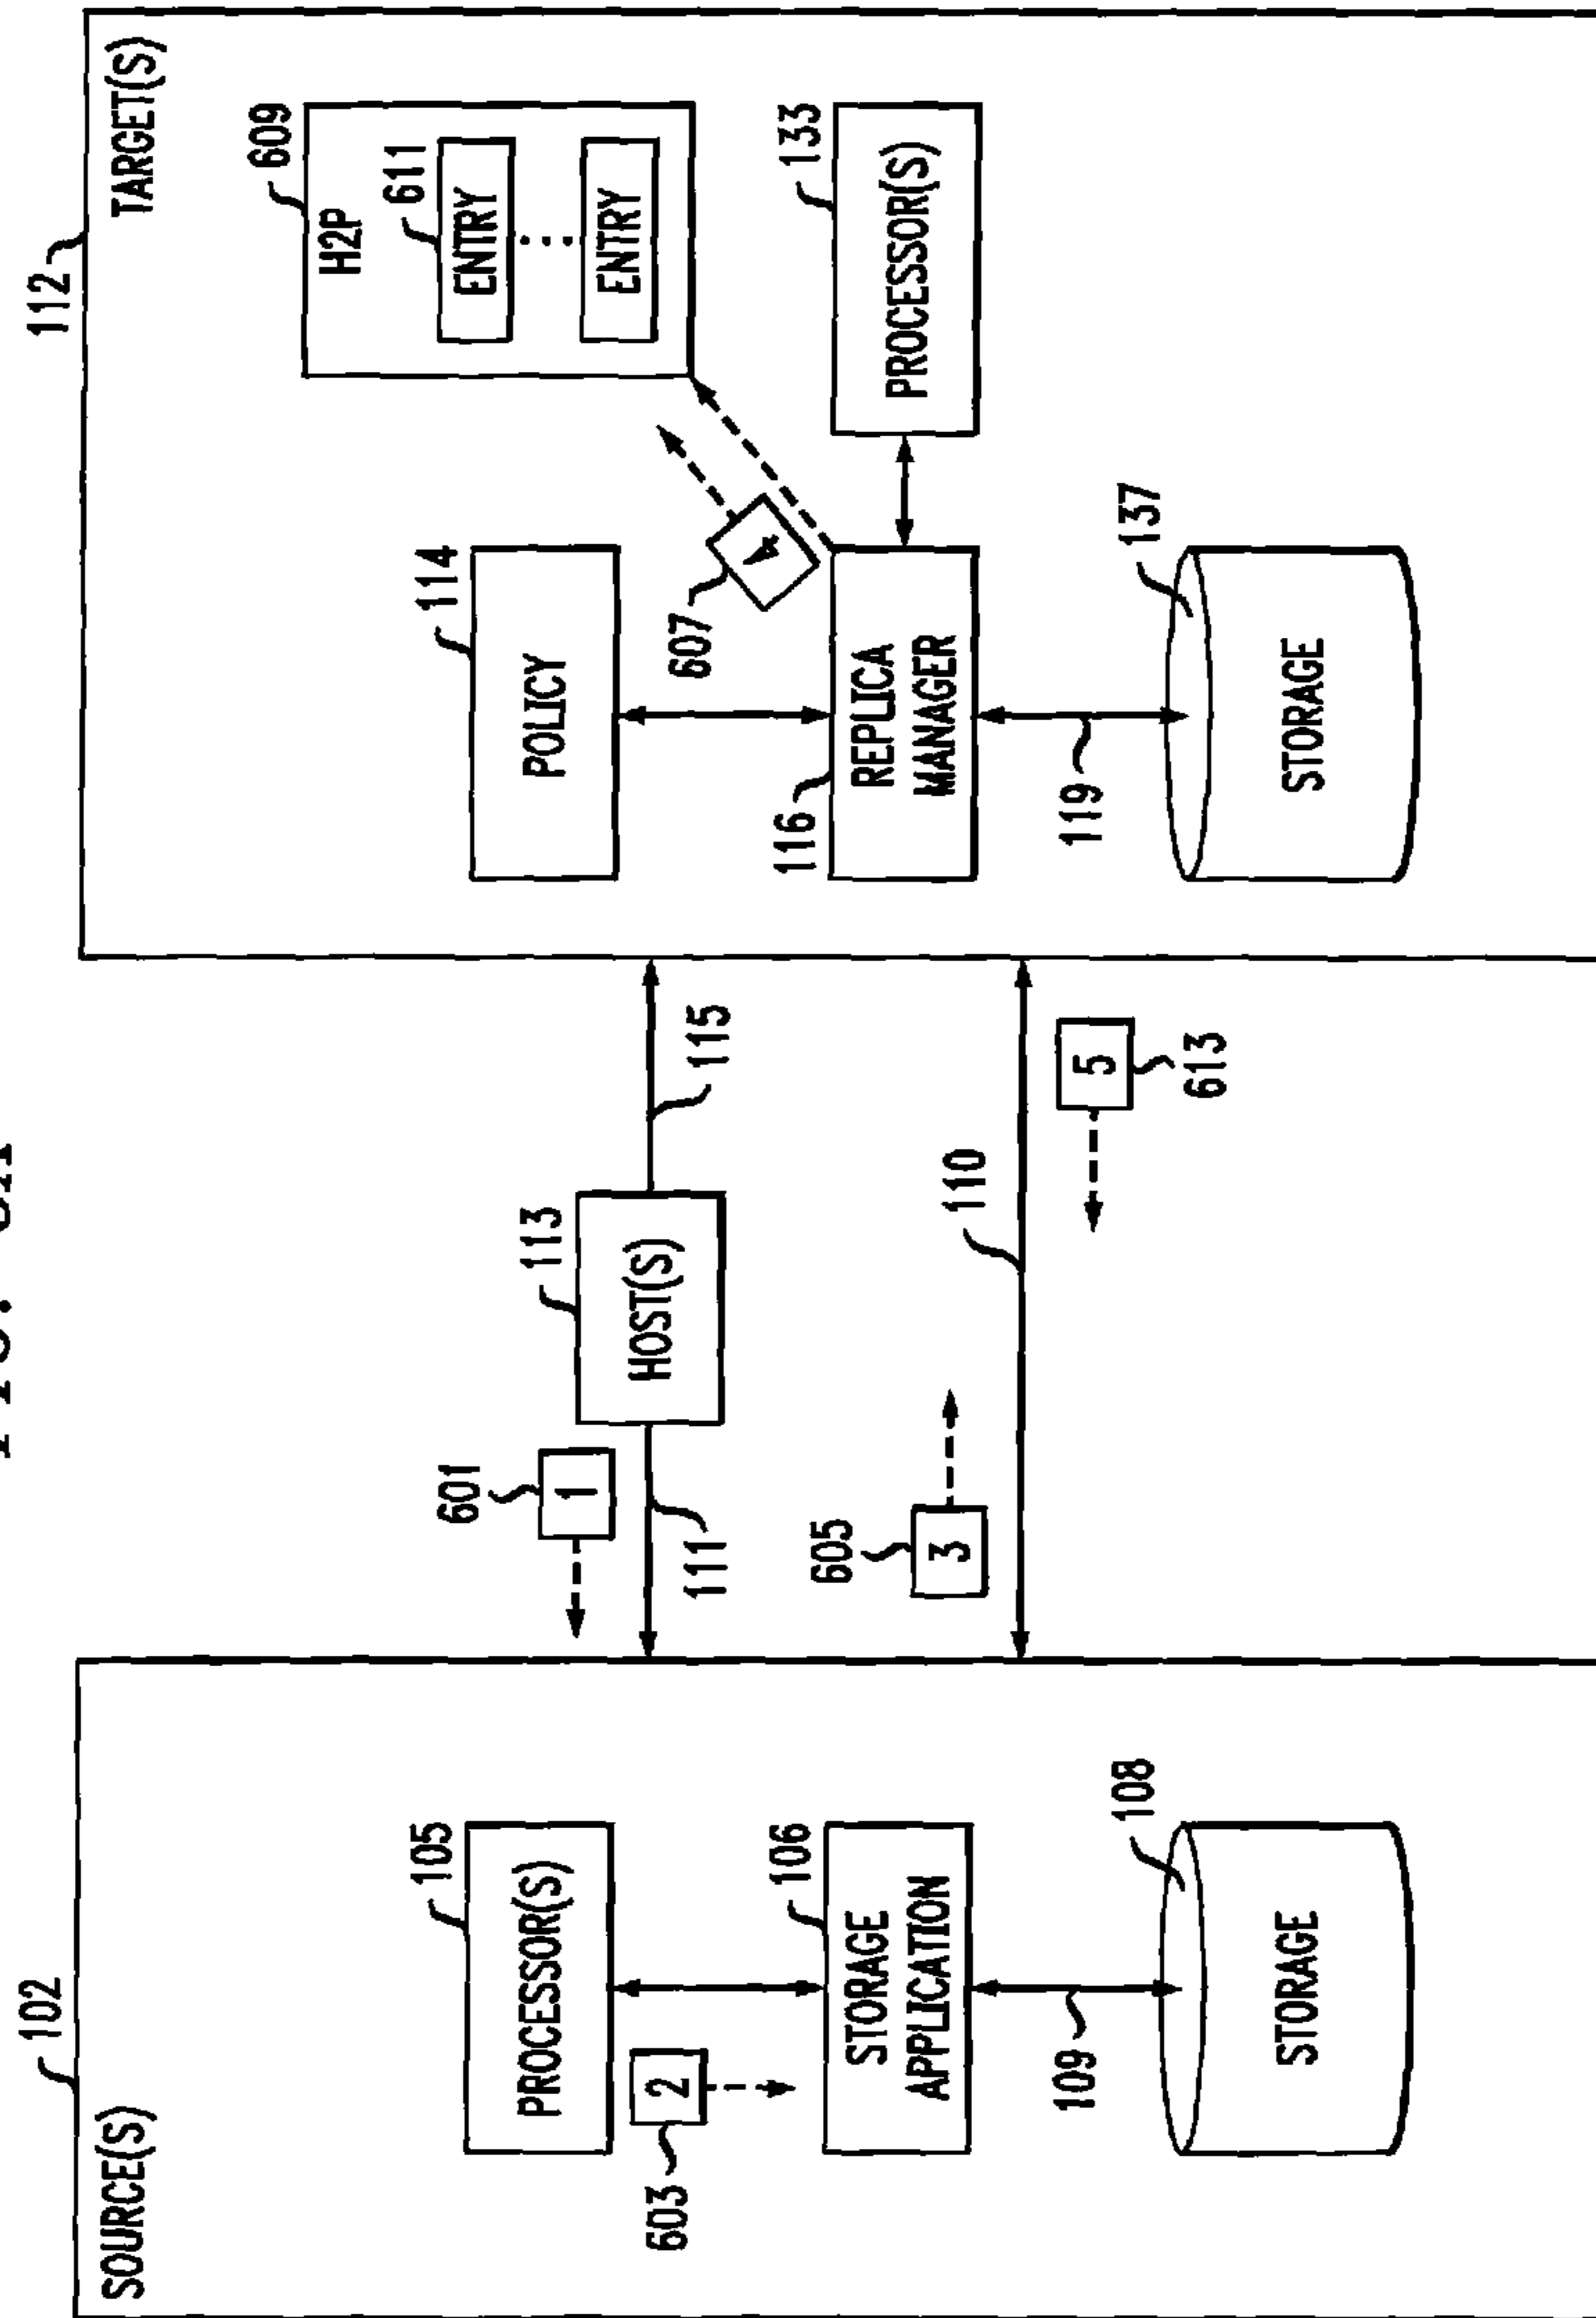 SOURCE(S)
102
PROCESSOR(S)
105
603
2
STORAGE
APPLICATION
106
109
STORAGE
108
601
1
111
HOST(S)
113
115
605
3
110
5
613
112
TARGET(S)
POLICY
114
607
4
116
REPLICA
MANAGER
119
STORAGE
137
H2P
609
ENTRY
611
ENTRY
PROCESSOR(S)
133